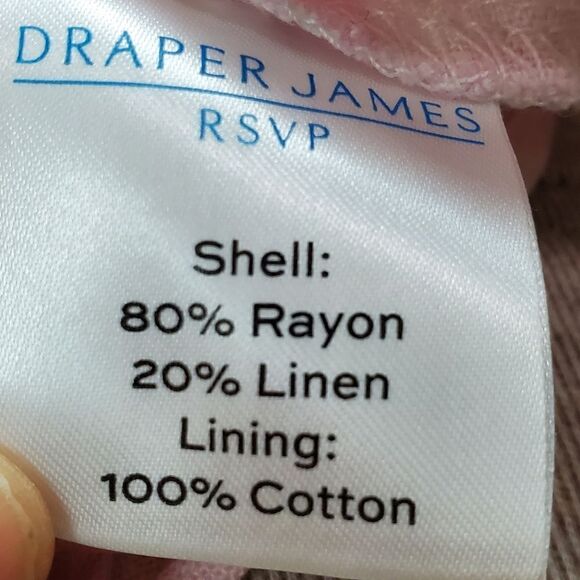 DRAPER JAMES
RSVP
Shell:
80% Rayon
20% Linen
Lining:
100% Cotton